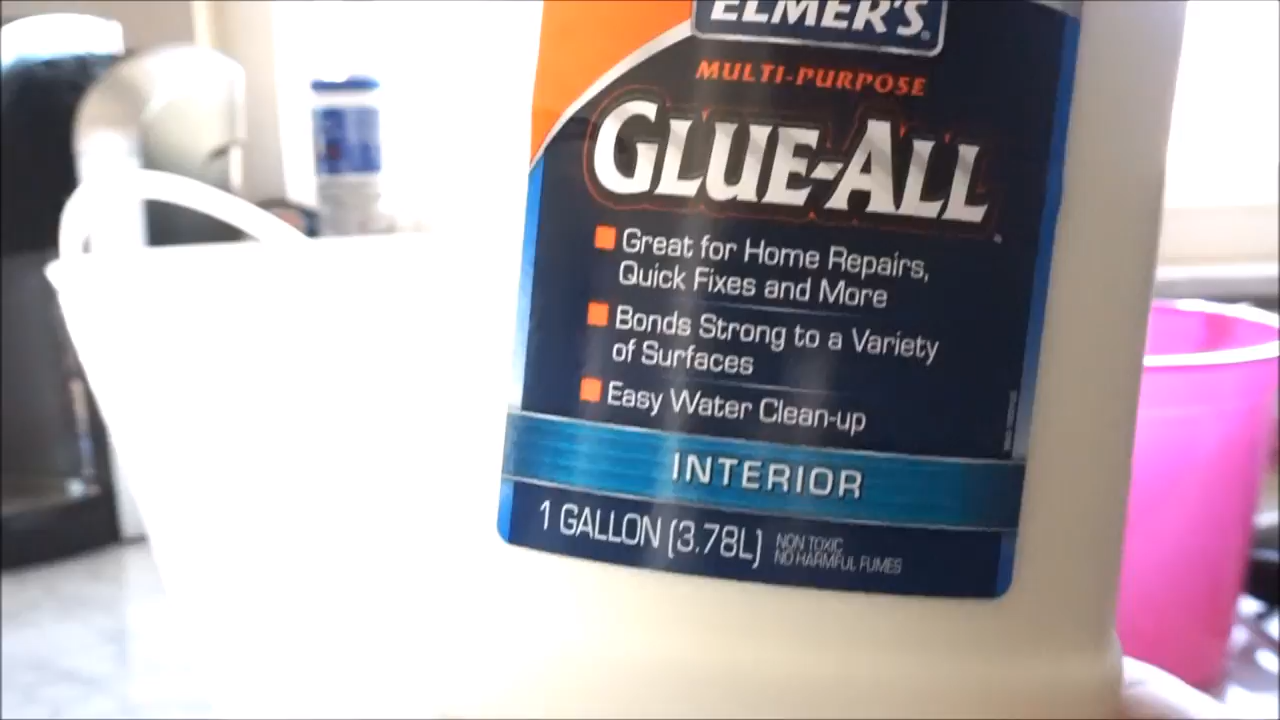 ELMER'S®
MULTI-PURPOSE
GLUE-ALL
Great for Home Repairs,
Quick Fixes and More
Bonds Strong to a Variety
of Surfaces
Easy Water Clean-up
INTERIOR
1 GALLON (3.78L)
NON TOXIC
NO HARMFUL FUMES